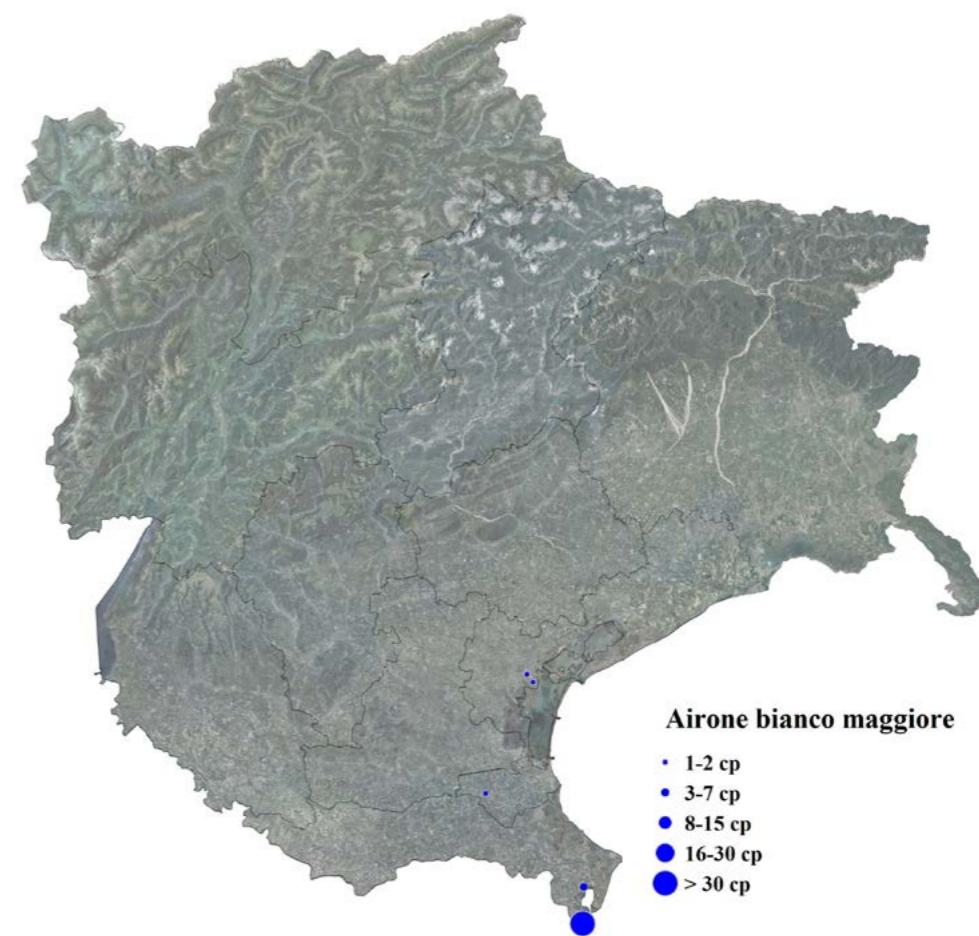 Airone bianco maggiore
1-2 cp
3-7 cp
8-15 cp
16-30 cp
> 30 cp